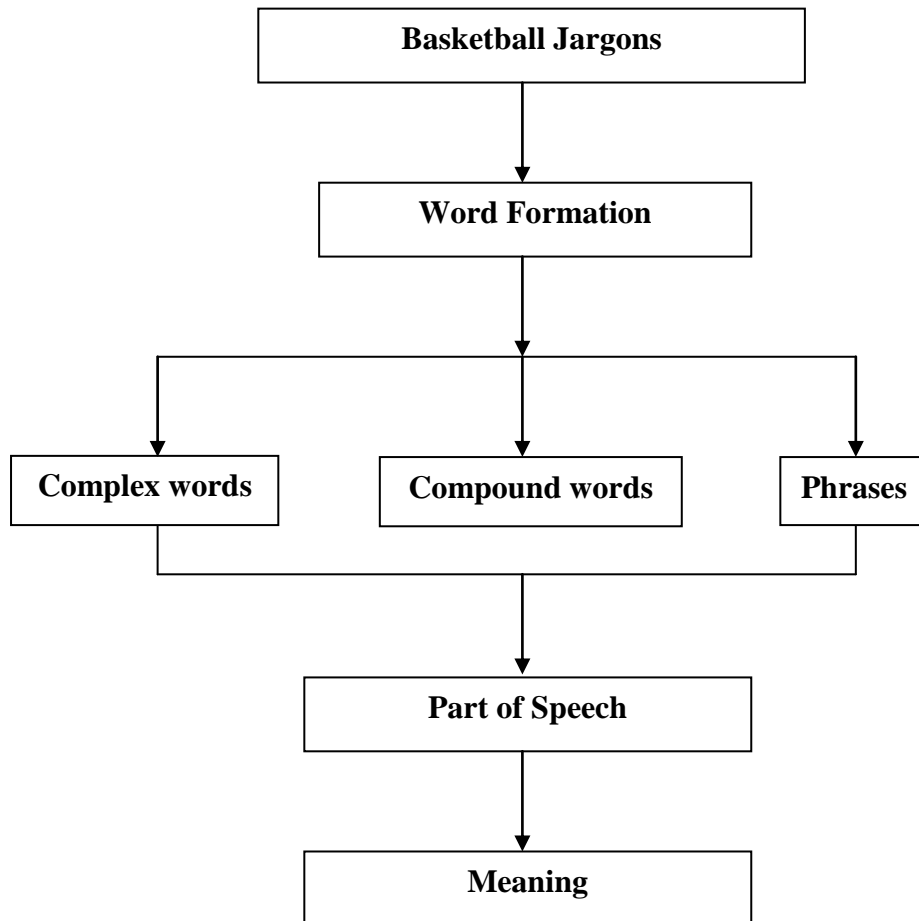 Basketball Jargons
Word Formation
Complex words
Compound words
Phrases
Part of Speech
Meaning